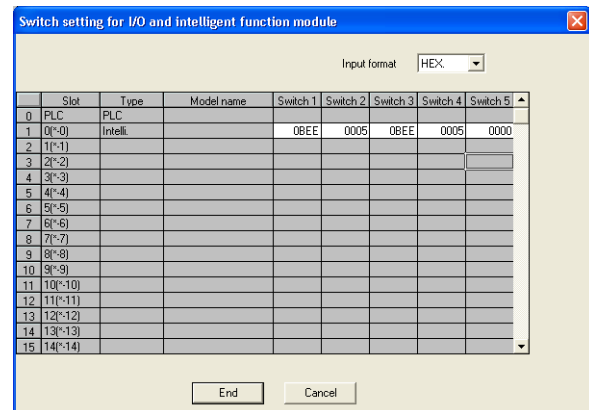 Switch setting for I/O and intelligent function module
Input format HEX.
Slot Type Model name Switch 1 Switch 2 Switch 3 Switch 4 Switch 5
0 PLC PLC
1 0(*-0) Intelli. 0BEE 0005 0BEE 0005 0000
2 1(*-1)
3 2(*-2)
4 3(*-3)
5 4(*-4)
6 5(*-5)
7 6(*-6)
8 7(*-7)
9 8(*-8)
10 9(*-9)
11 10(*-10)
12 11(*-11)
13 12(*-12)
14 13(*-13)
15 14(*-14)
End Cancel